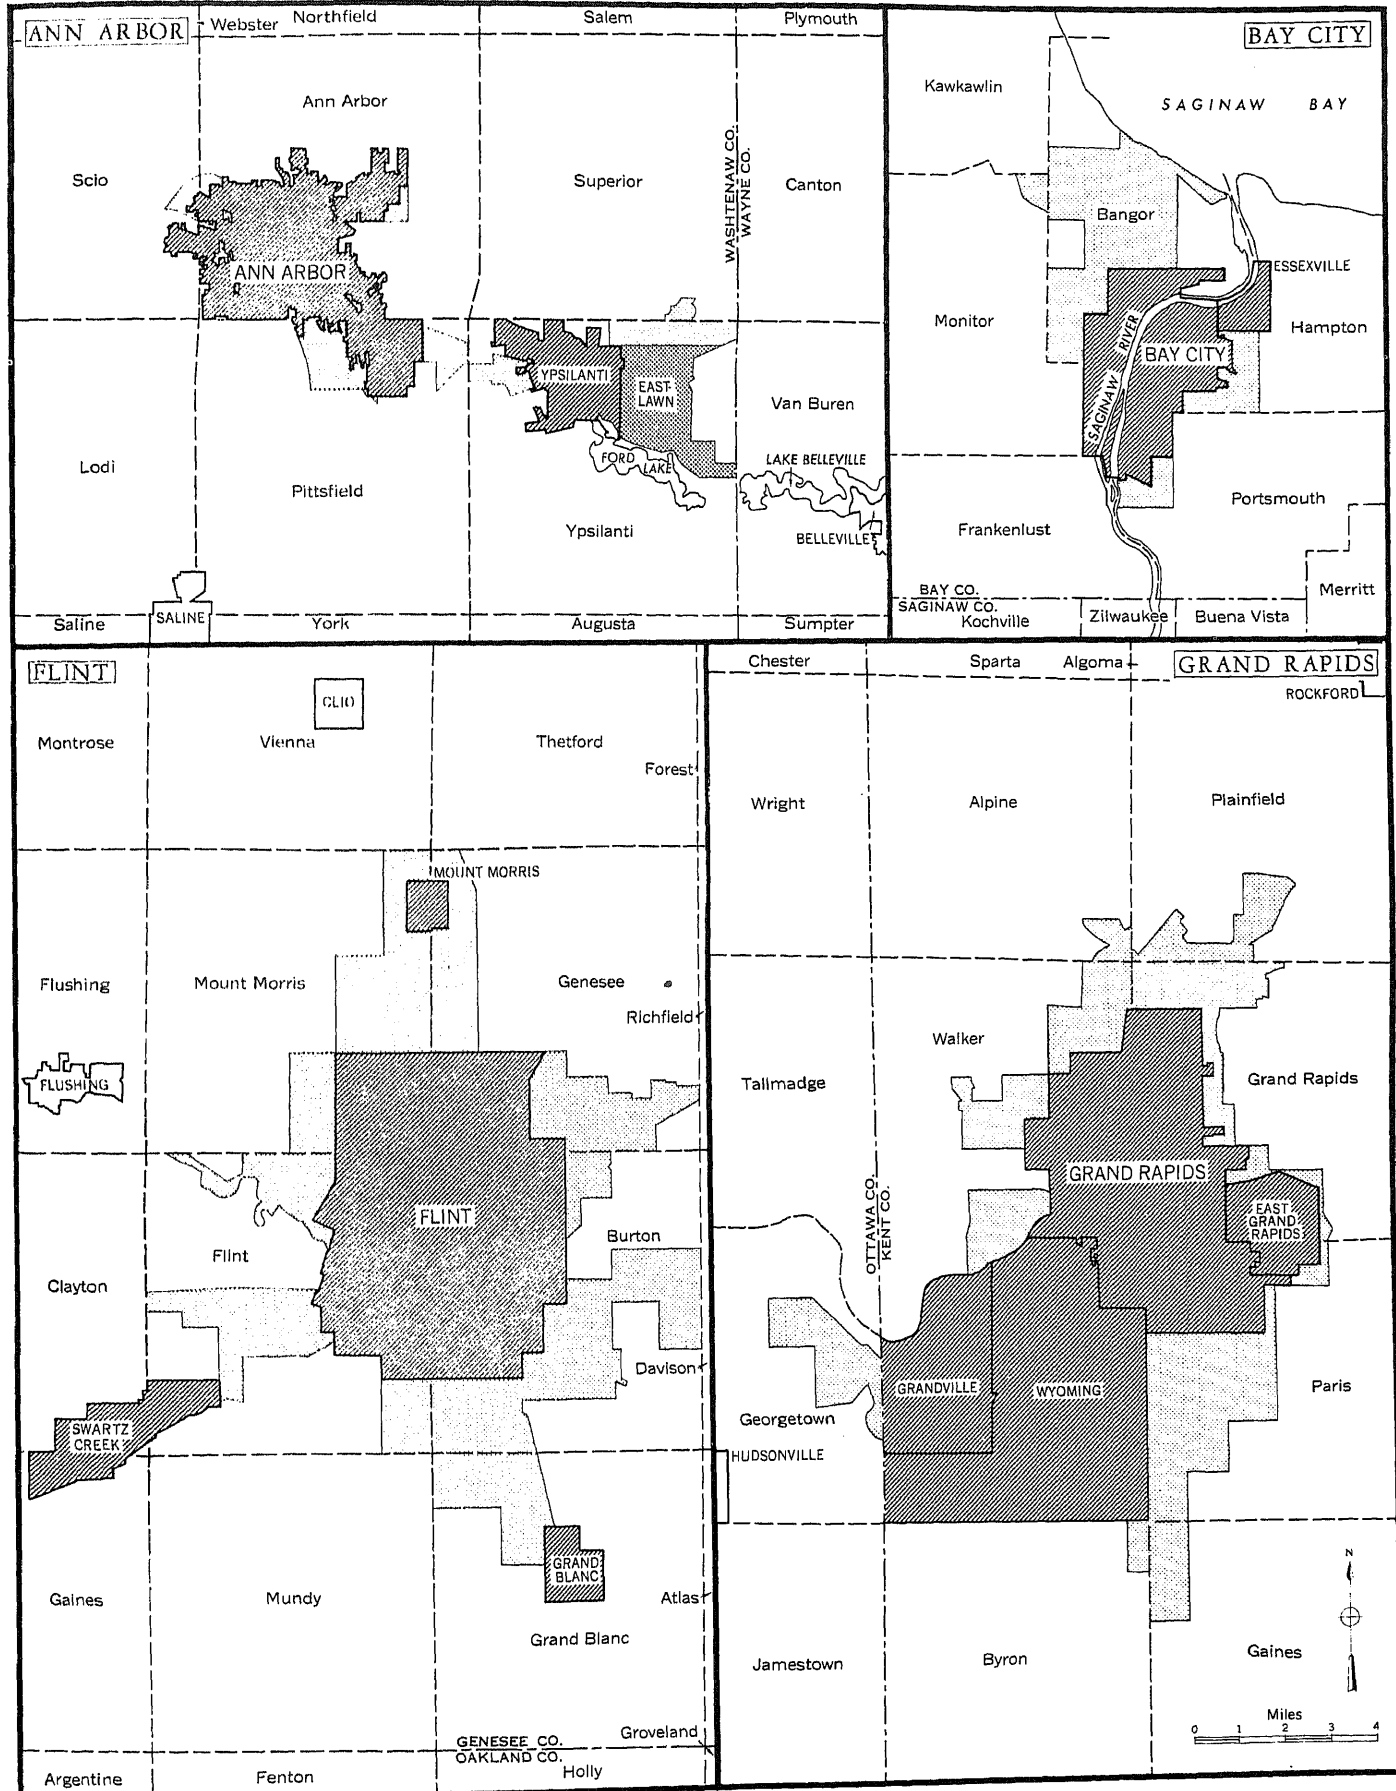 ANN ARBOR
Webster
Northfield
Salem
Plymouth
Ann Arbor
Scio
Superior
Canton
WASHTENAW CO.
WAYNE CO.
ANN ARBOR
YPSILANTI
EAST-
LAWN
Van Buren
Lodi
Pittsfield
FORD LAKE
LAKE BELLEVILLE
Ypsilanti
BELLEVILLE
SALINE
Saline
York
Augusta
Sumpter
BAY CITY
Kawkawlin
SAGINAW BAY
Bangor
ESSEXVILLE
Monitor
Hampton
SAGINAW RIVER
BAY CITY
Portsmouth
Frankenlust
Merritt
BAY CO.
SAGINAW CO.
Kochville
Zilwaukee
Buena Vista
FLINT
CLIO
Montrose
Vienna
Thetford
Forest
MOUNT MORRIS
Flushing
Mount Morris
Genesee
Richfield
FLUSHING
FLINT
Burton
Flint
Clayton
Davison
SWARTZ
CREEK
GRAND
BLANC
Gaines
Mundy
Atlas
Grand Blanc
Groveland
GENESEE CO.
OAKLAND CO.
Argentine
Fenton
Holly
Chester
Sparta
Algoma
GRAND RAPIDS
ROCKFORD
Wright
Alpine
Plainfield
Walker
Tallmadge
Grand Rapids
GRAND RAPIDS
OTTAWA CO.
KENT CO.
EAST
GRAND
RAPIDS
GRANDVILLE
WYOMING
Paris
Georgetown
HUDSONVILLE
N
Jamestown
Byron
Gaines
Miles
0 1 2 3 4